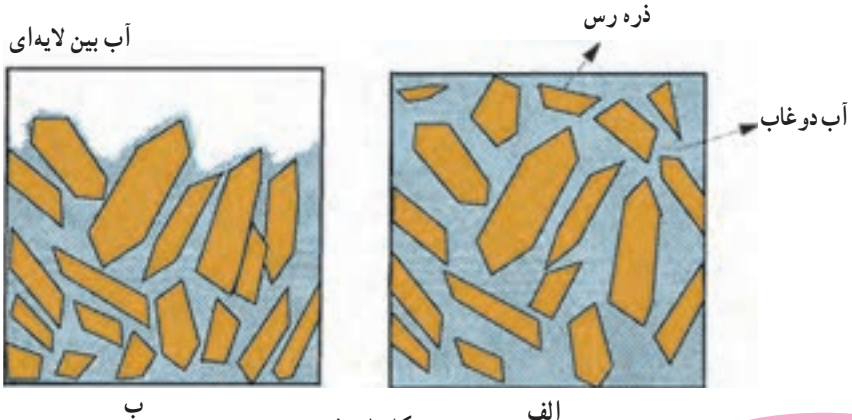 ذره رس
آب بین لایه‌ای
آب دوغاب
الف
ب